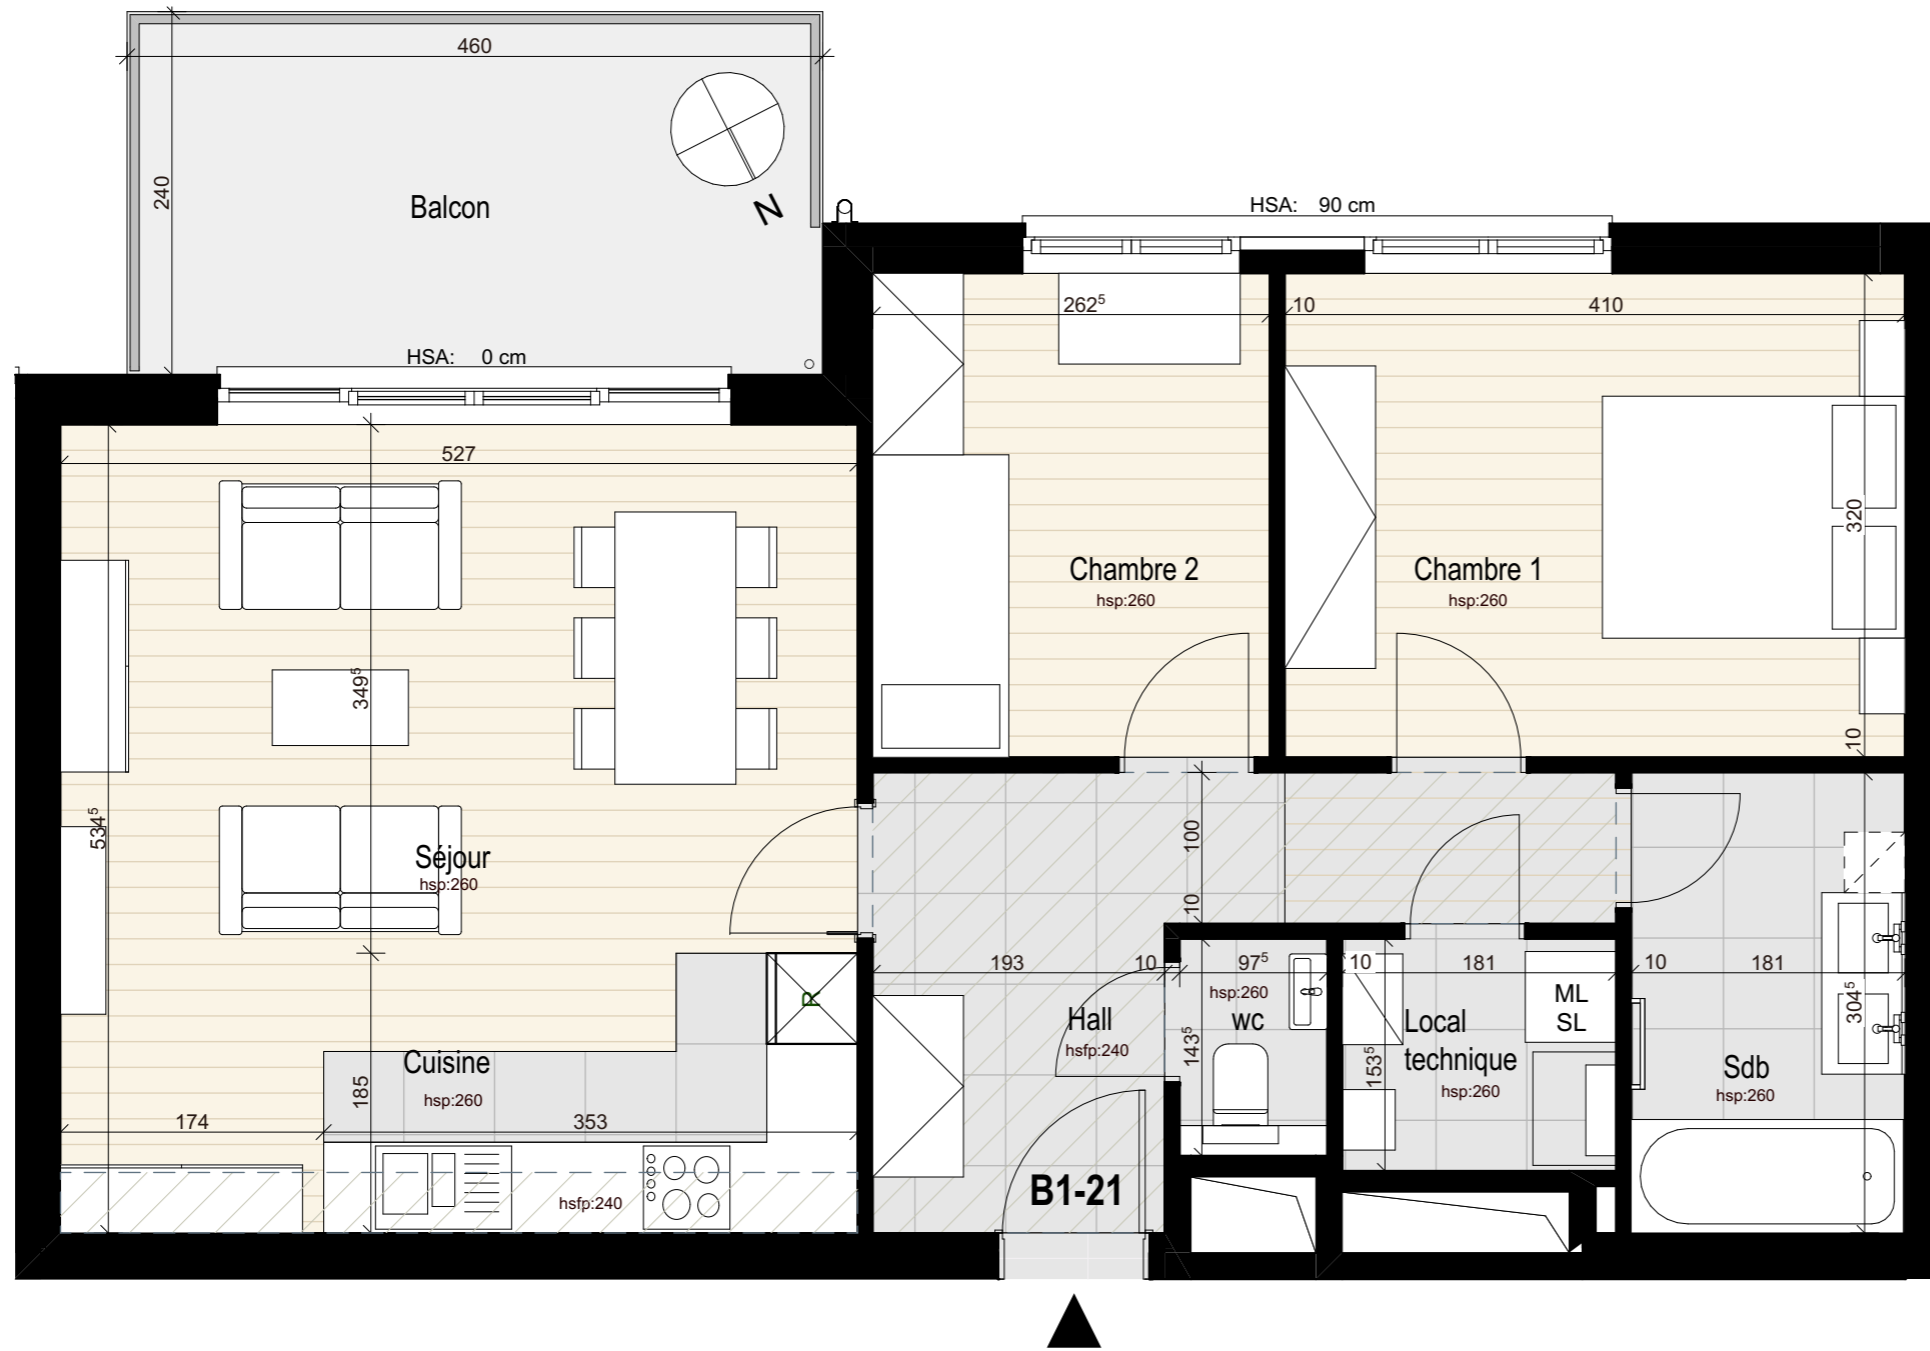 460
240
Balcon
N
HSA: 90 cm
HSA: 0 cm
262⁵
10
410
527
320
Chambre 2
hsp:260
Chambre 1
hsp:260
349⁵
10
534⁵
100
Séjour
hsp:260
10
193
10
97⁵
10
181
10
181
hsp:260
wc
ML
SL
R
Hall
hsfp:240
143⁵
Local
technique
hsp:260
153⁵
304⁵
Sdb
hsp:260
Cuisine
hsp:260
185
174
353
hsfp:240
B1-21